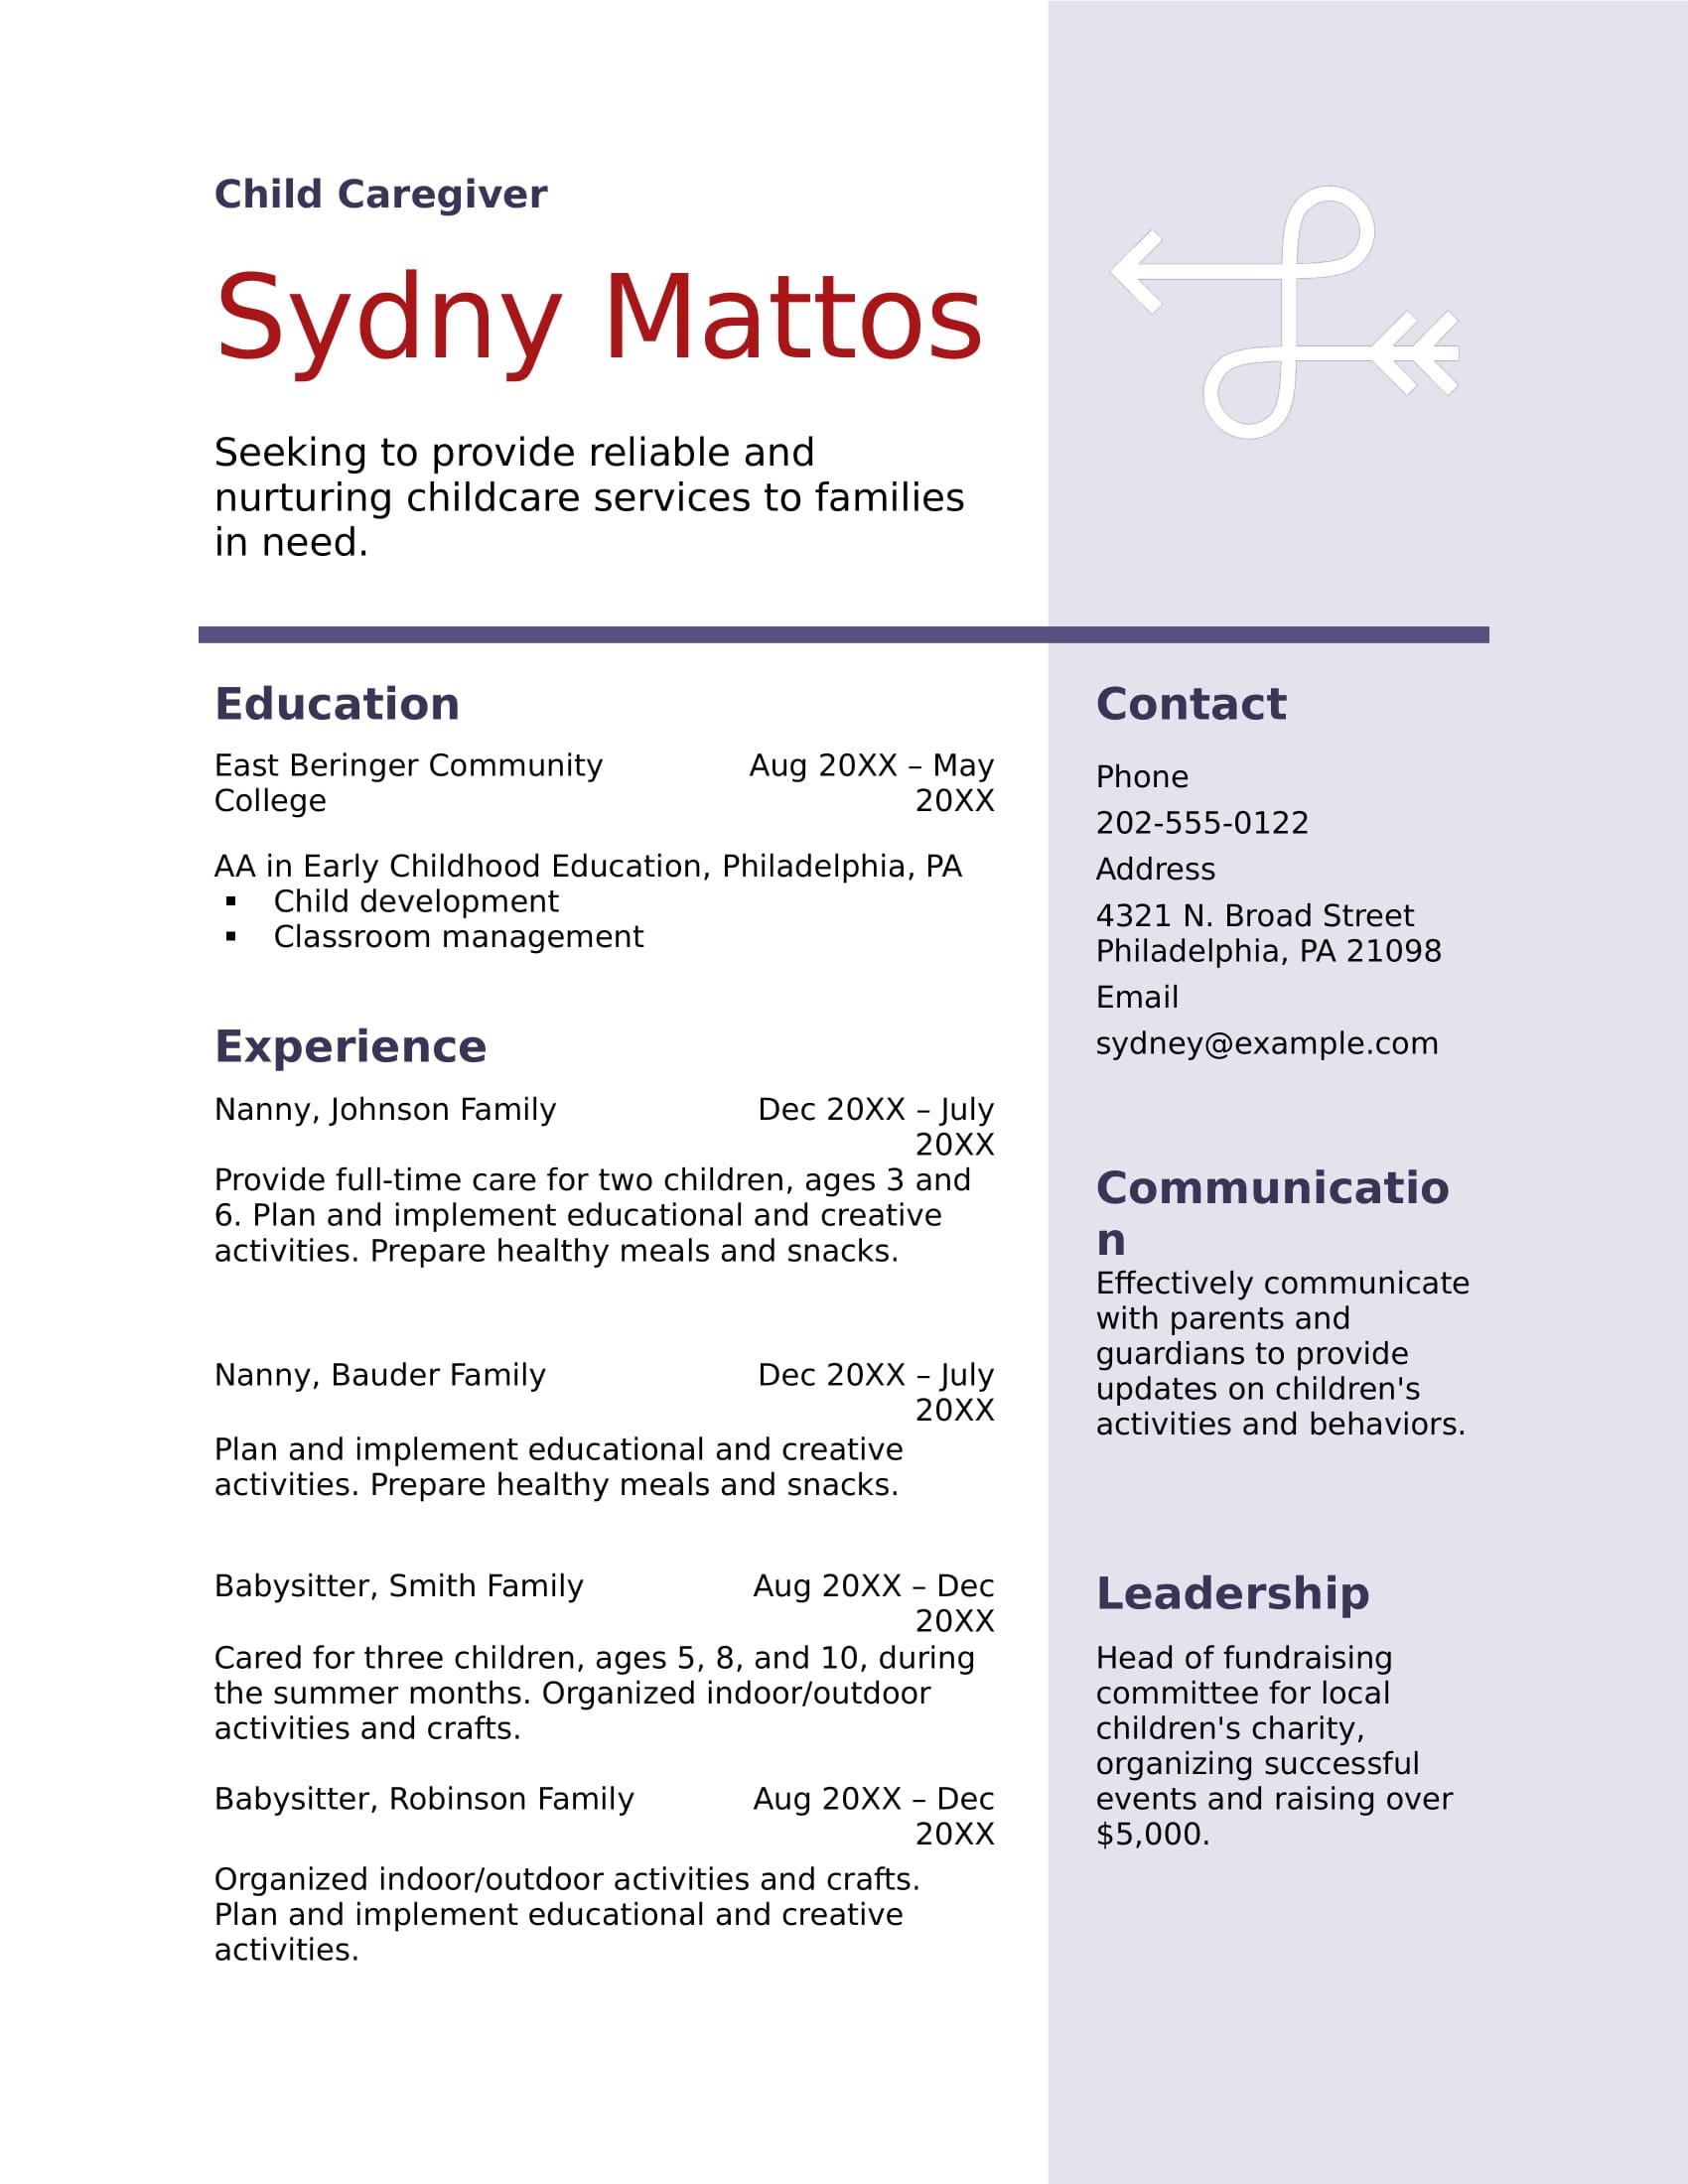 Child Caregiver
Sydny Mattos
Seeking to provide reliable and
nurturing childcare services to families
in need.
Education
East Beringer Community
College
Aug 20XX – May
20XX
AA in Early Childhood Education, Philadelphia, PA
▪ Child development
▪ Classroom management
Experience
Nanny, Johnson Family
Dec 20XX – July
20XX
Provide full-time care for two children, ages 3 and
6. Plan and implement educational and creative
activities. Prepare healthy meals and snacks.
Nanny, Bauder Family
Dec 20XX – July
20XX
Plan and implement educational and creative
activities. Prepare healthy meals and snacks.
Babysitter, Smith Family
Aug 20XX – Dec
20XX
Cared for three children, ages 5, 8, and 10, during
the summer months. Organized indoor/outdoor
activities and crafts.
Babysitter, Robinson Family
Aug 20XX – Dec
20XX
Organized indoor/outdoor activities and crafts.
Plan and implement educational and creative
activities.
Contact
Phone
202-555-0122
Address
4321 N. Broad Street
Philadelphia, PA 21098
Email
sydney@example.com
Communicatio
n
Effectively communicate
with parents and
guardians to provide
updates on children's
activities and behaviors.
Leadership
Head of fundraising
committee for local
children's charity,
organizing successful
events and raising over
$5,000.